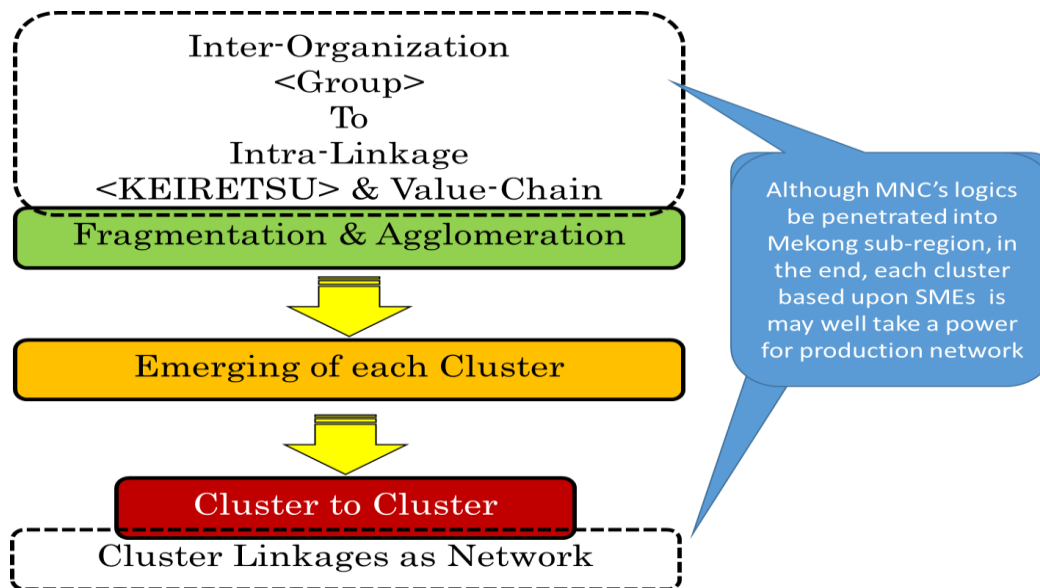 Inter-Organization
<Group>
To
Intra-Linkage
<KEIRETSU> & Value-Chain
Fragmentation & Agglomeration
Emerging of each Cluster
Cluster to Cluster
Cluster Linkages as Network
Although MNC’s logics
be penetrated into
Mekong sub-region, in
the end, each cluster
based upon SMEs is
may well take a power
for production network